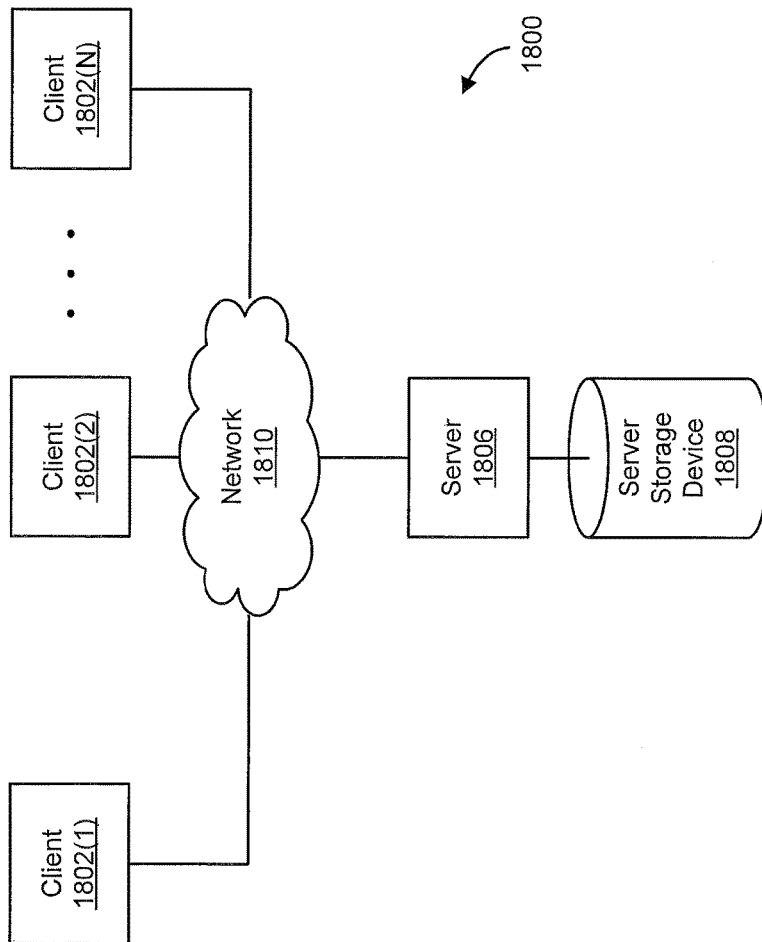 Client
1802(1)
Client
1802(2)
Client
1802(N)
Network
1810
Server
1806
Server
Storage
Device
1808
1800